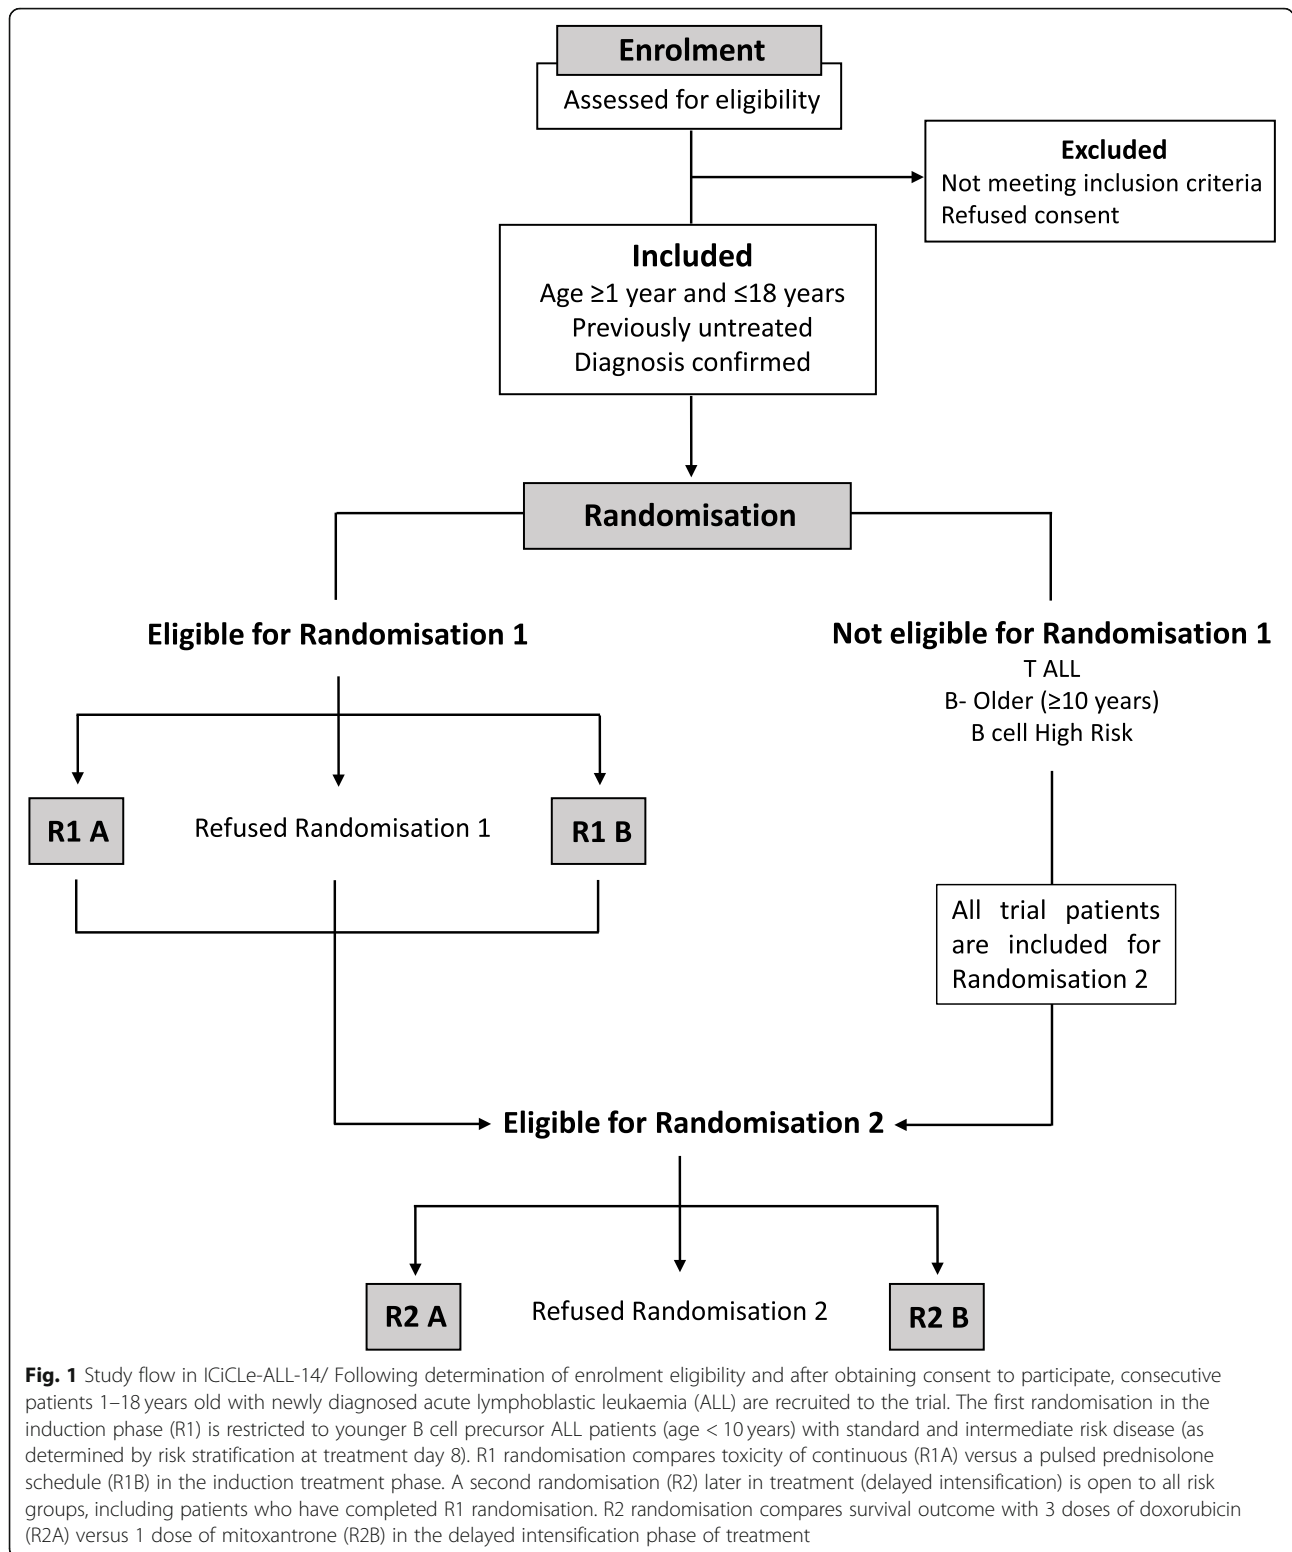 Enrolment
Assessed for eligibility
Excluded
Not meeting inclusion criteria
Refused consent
Included
Age ≥1 year and ≤18 years
Previously untreated
Diagnosis confirmed
Randomisation
Eligible for Randomisation 1
Not eligible for Randomisation 1
T ALL
B- Older (≥10 years)
B cell High Risk
R1 A
Refused Randomisation 1
R1 B
All trial patients
are included for
Randomisation 2
Eligible for Randomisation 2
R2 A
Refused Randomisation 2
R2 B
Fig. 1 Study flow in ICiCLe-ALL-14/ Following determination of enrolment eligibility and after obtaining consent to participate, consecutive
patients 1–18 years old with newly diagnosed acute lymphoblastic leukaemia (ALL) are recruited to the trial. The first randomisation in the
induction phase (R1) is restricted to younger B cell precursor ALL patients (age < 10 years) with standard and intermediate risk disease (as
determined by risk stratification at treatment day 8). R1 randomisation compares toxicity of continuous (R1A) versus a pulsed prednisolone
schedule (R1B) in the induction treatment phase. A second randomisation (R2) later in treatment (delayed intensification) is open to all risk
groups, including patients who have completed R1 randomisation. R2 randomisation compares survival outcome with 3 doses of doxorubicin
(R2A) versus 1 dose of mitoxantrone (R2B) in the delayed intensification phase of treatment